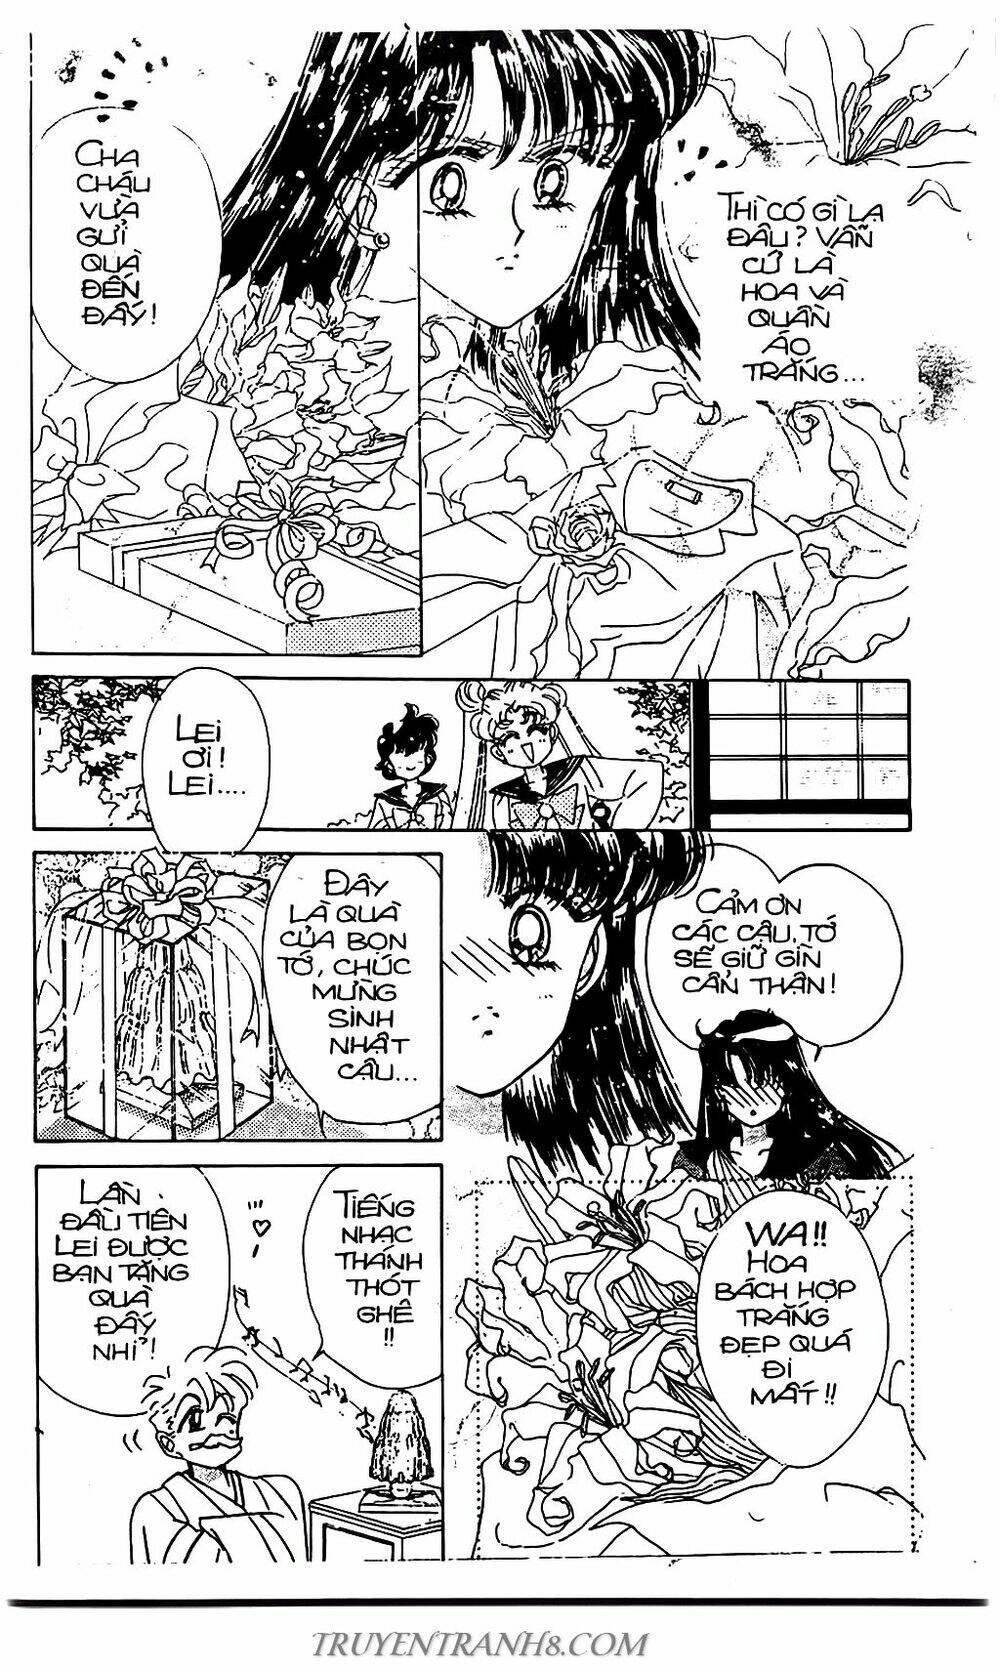 CHA
CHÁU
VỪA
GỬI
QUÀ
ĐẾN
ĐẤY!
THÌ CÓ GÌ LẠ
ĐÂU? VẪN
CỨ LÀ
HOA VÀ
QUẦN
ÁO
TRẮNG...
LEI
ƠI!
LEI....
ĐÂY
LÀ QUÀ
CỦA BỌN
TỚ, CHÚC
MỪNG
SINH
NHẬT
CẬU...
CẢM ƠN
CÁC CẬU, TỚ
SẼ GIỮ GÌN
CẨN THẬN!
LẦN
ĐẦU TIÊN
LEI ĐƯỢC
BẠN TẶNG
QUÀ
ĐẤY
NHỈ!
TIẾNG
NHẠC
THÁNH
THÓT
GHÊ
!!
WA!!
HOA
BÁCH HỢP
TRẮNG
ĐẸP QUÁ
ĐI
MẤT!!
TRUYENTRANH8.COM